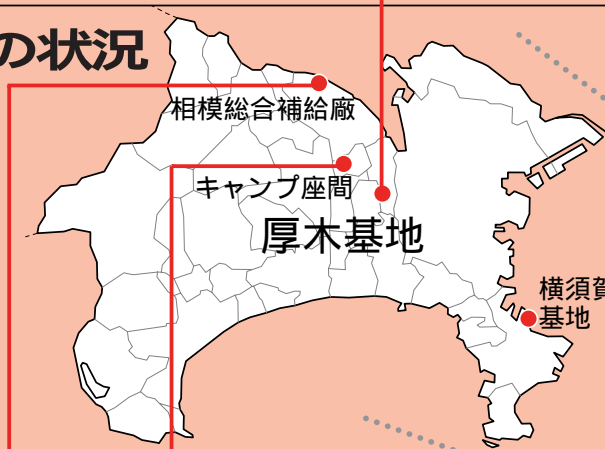 の状況
相模総合補給廠
キャンプ座間
厚木基地
横須賀
基地